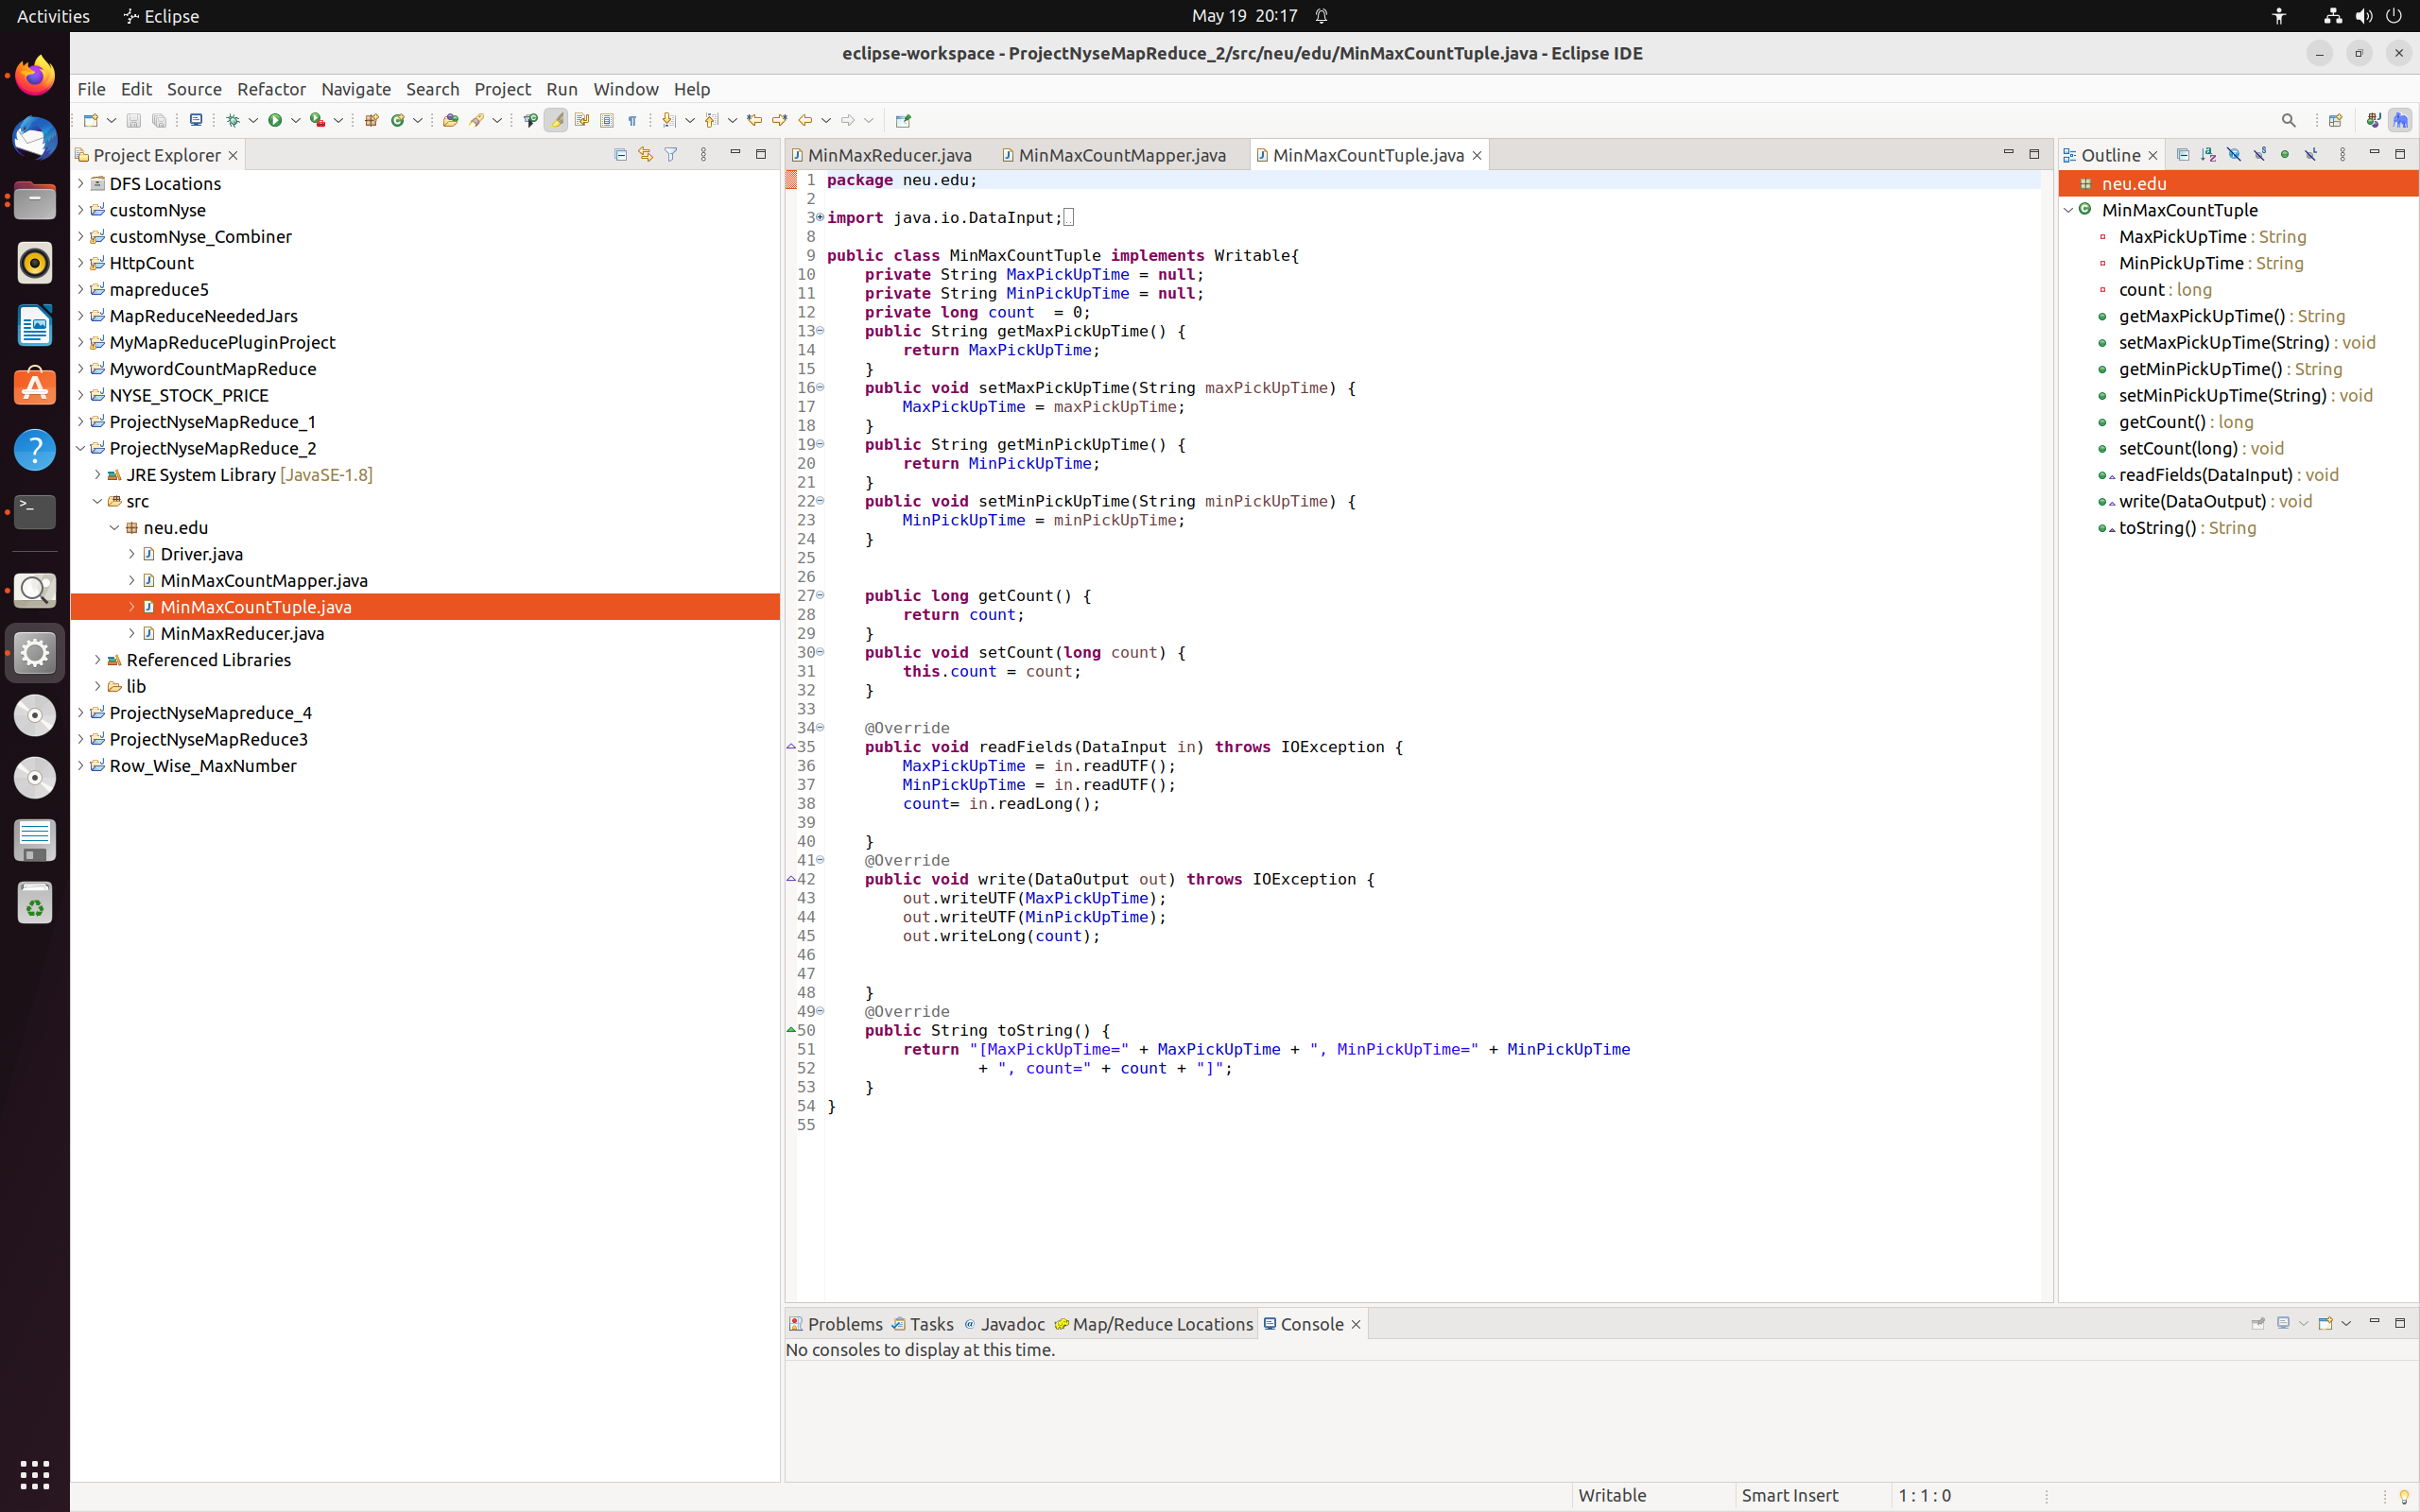 Activities Eclipse May 19 20:17
eclipse-workspace - ProjectNyseMapReduce_2/src/neu/edu/MinMaxCountTuple.java - Eclipse IDE
File Edit Source Refactor Navigate Search Project Run Window Help
Project Explorer
DFS Locations
customNyse
customNyse_Combiner
HttpCount
mapreduce5
MapReduceNeededJars
MyMapReducePluginProject
MywordCountMapReduce
NYSE_STOCK_PRICE
ProjectNyseMapReduce_1
ProjectNyseMapReduce_2
JRE System Library [JavaSE-1.8]
src
neu.edu
Driver.java
MinMaxCountMapper.java
MinMaxCountTuple.java
MinMaxReducer.java
Referenced Libraries
lib
ProjectNyseMapreduce_4
ProjectNyseMapReduce3
Row_Wise_MaxNumber
MinMaxReducer.java MinMaxCountMapper.java MinMaxCountTuple.java
1 package neu.edu;
2
3 import java.io.DataInput;
8
9 public class MinMaxCountTuple implements Writable{
10 private String MaxPickUpTime = null;
11 private String MinPickUpTime = null;
12 private long count  = 0;
13 public String getMaxPickUpTime() {
14 return MaxPickUpTime;
15 }
16 public void setMaxPickUpTime(String maxPickUpTime) {
17 MaxPickUpTime = maxPickUpTime;
18 }
19 public String getMinPickUpTime() {
20 return MinPickUpTime;
21 }
22 public void setMinPickUpTime(String minPickUpTime) {
23 MinPickUpTime = minPickUpTime;
24 }
25
26
27 public long getCount() {
28 return count;
29 }
30 public void setCount(long count) {
31 this.count = count;
32 }
33
34 @Override
35 public void readFields(DataInput in) throws IOException {
36 MaxPickUpTime = in.readUTF();
37 MinPickUpTime = in.readUTF();
38 count= in.readLong();
39
40 }
41 @Override
42 public void write(DataOutput out) throws IOException {
43 out.writeUTF(MaxPickUpTime);
44 out.writeUTF(MinPickUpTime);
45 out.writeLong(count);
46
47
48 }
49 @Override
50 public String toString() {
51 return "[MaxPickUpTime=" + MaxPickUpTime + ", MinPickUpTime=" + MinPickUpTime
52 + ", count=" + count + "]";
53 }
54 }
55
Outline
neu.edu
MinMaxCountTuple
MaxPickUpTime : String
MinPickUpTime : String
count : long
getMaxPickUpTime() : String
setMaxPickUpTime(String) : void
getMinPickUpTime() : String
setMinPickUpTime(String) : void
getCount() : long
setCount(long) : void
readFields(DataInput) : void
write(DataOutput) : void
toString() : String
Problems Tasks Javadoc Map/Reduce Locations Console
No consoles to display at this time.
Writable Smart Insert 1 : 1 : 0